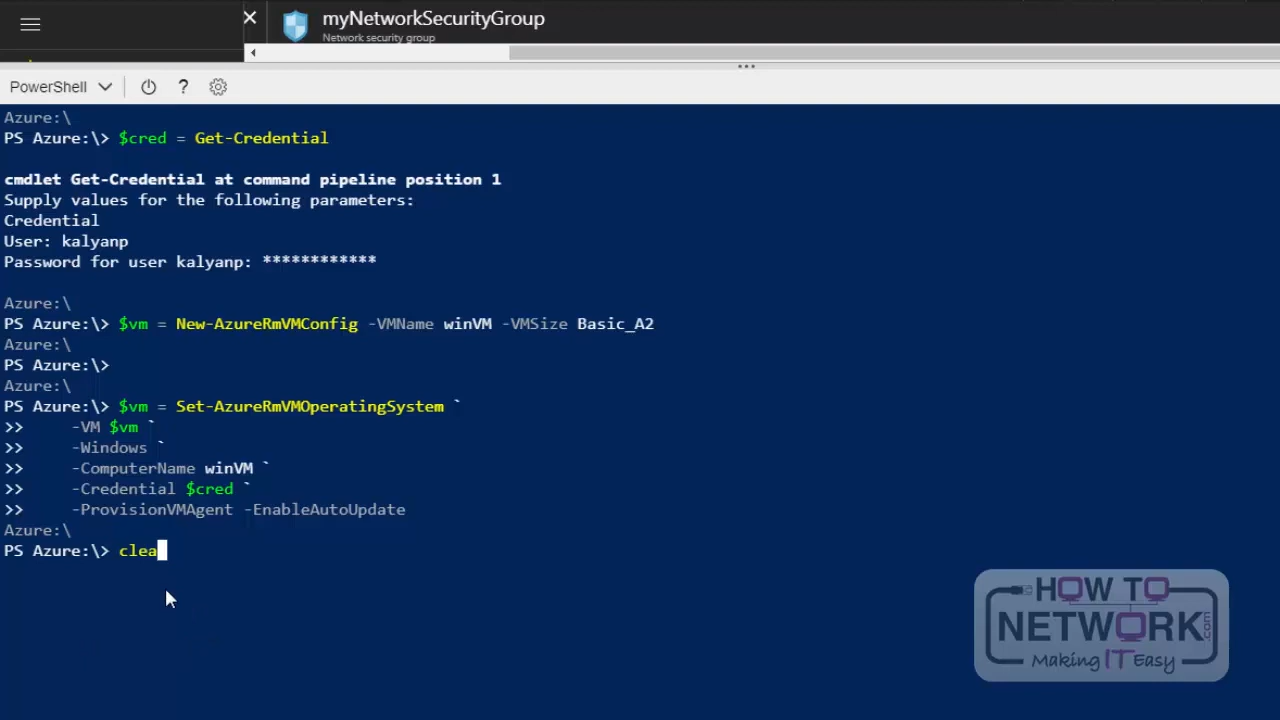 myNetworkSecurityGroup
Network security group
PowerShell
?
Azure:\
PS Azure:\> $cred = Get-Credential
cmdlet Get-Credential at command pipeline position 1
Supply values for the following parameters:
Credential
User: kalyanp
Password for user kalyanp: ************
Azure:\
PS Azure:\> $vm = New-AzureRmVMConfig -VMName winVM -VMSize Basic_A2
Azure:\
PS Azure:\>
Azure:\
PS Azure:\> $vm = Set-AzureRmVMOperatingSystem `
>>     -VM $vm `
>>     -Windows `
>>     -ComputerName winVM `
>>     -Credential $cred `
>>     -ProvisionVMAgent -EnableAutoUpdate
Azure:\
PS Azure:\> clea
HOW TO
NETWORK.com
Making IT Easy